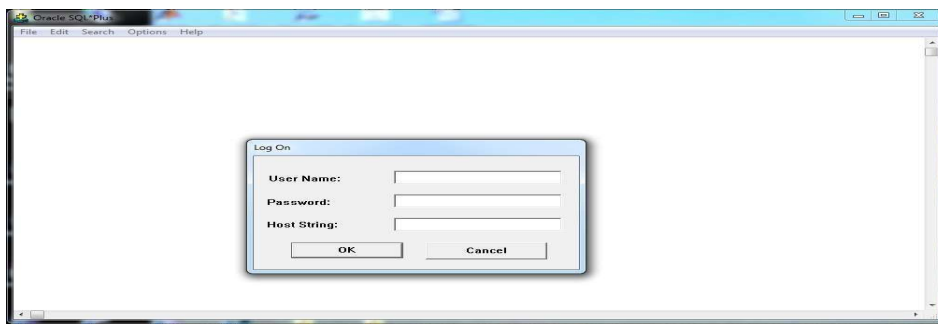 Oracle SQL*Plus
File Edit Search Options Help
Log On
User Name:
Password:
Host String:
OK Cancel